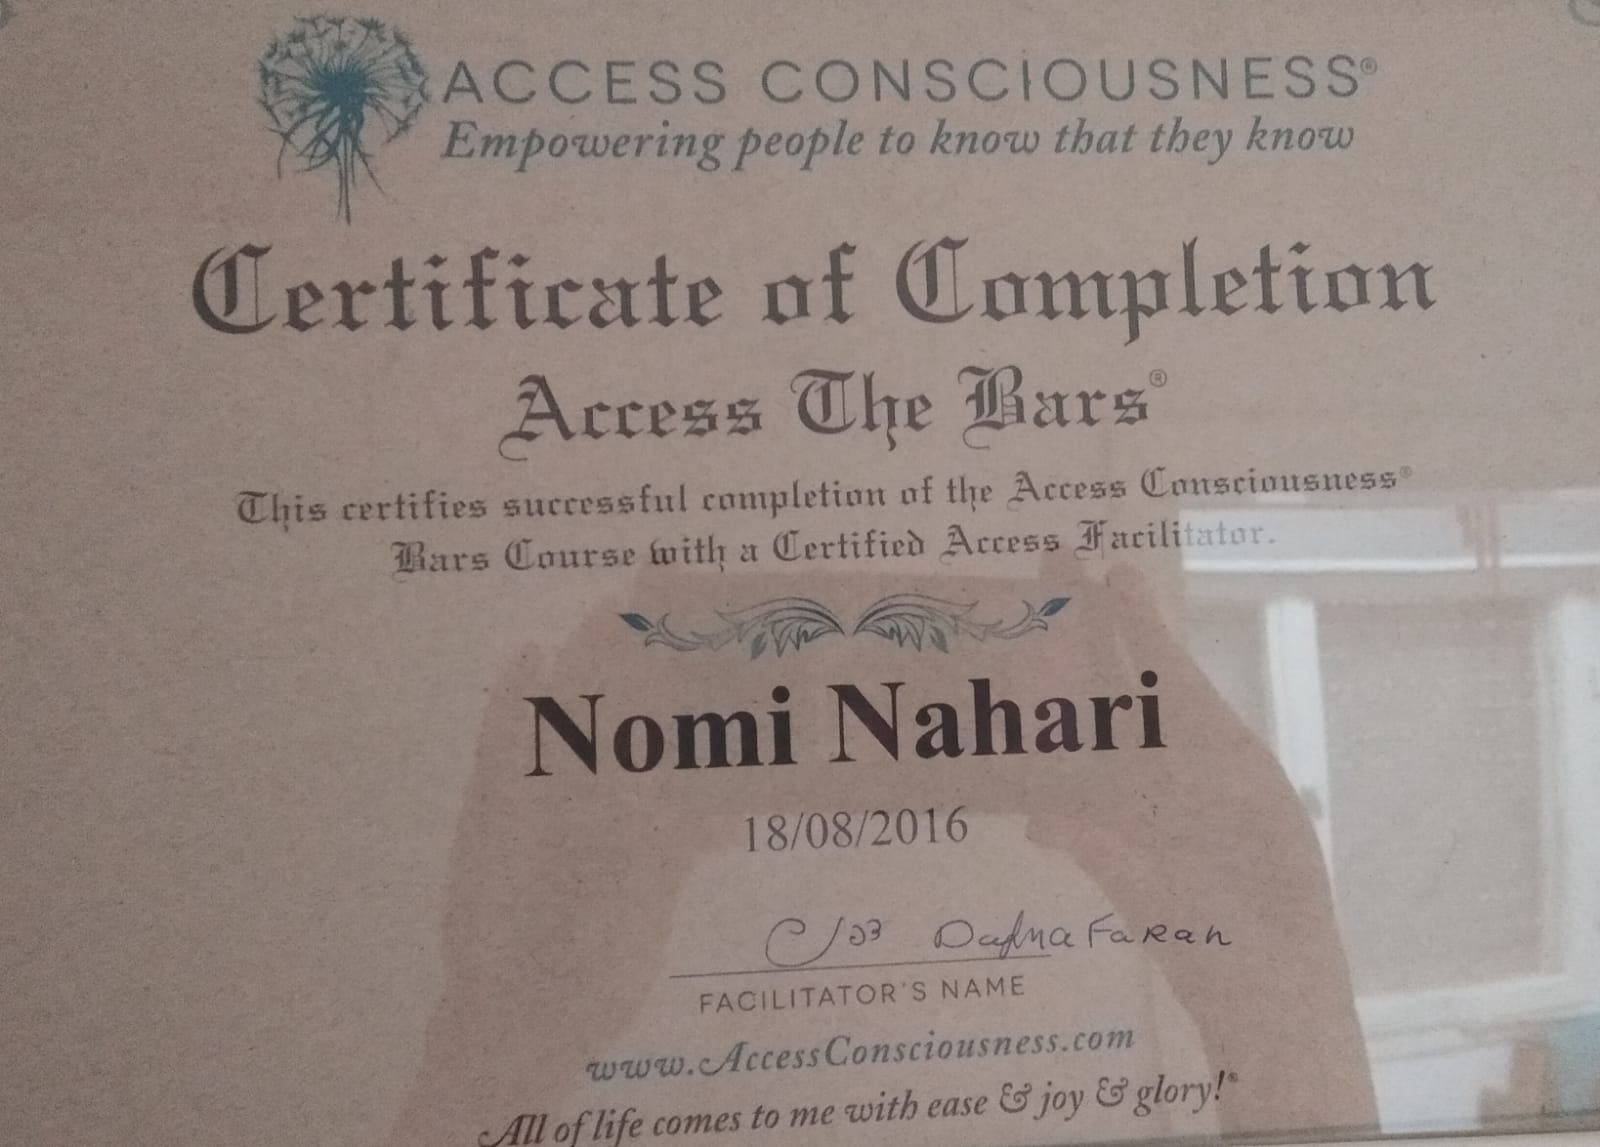 ACCESS CONSCIOUSNESS®
Empowering people to know that they know
Certificate of Completion
Access The Bars®
This certifies successful completion of the Access Consciousness®
Bars Course with a Certified Access Facilitator.
Nomi Nahari
18/08/2016
Dafna Farah
FACILITATOR'S NAME
www.AccessConsciousness.com
All of life comes to me with ease & joy & glory!®